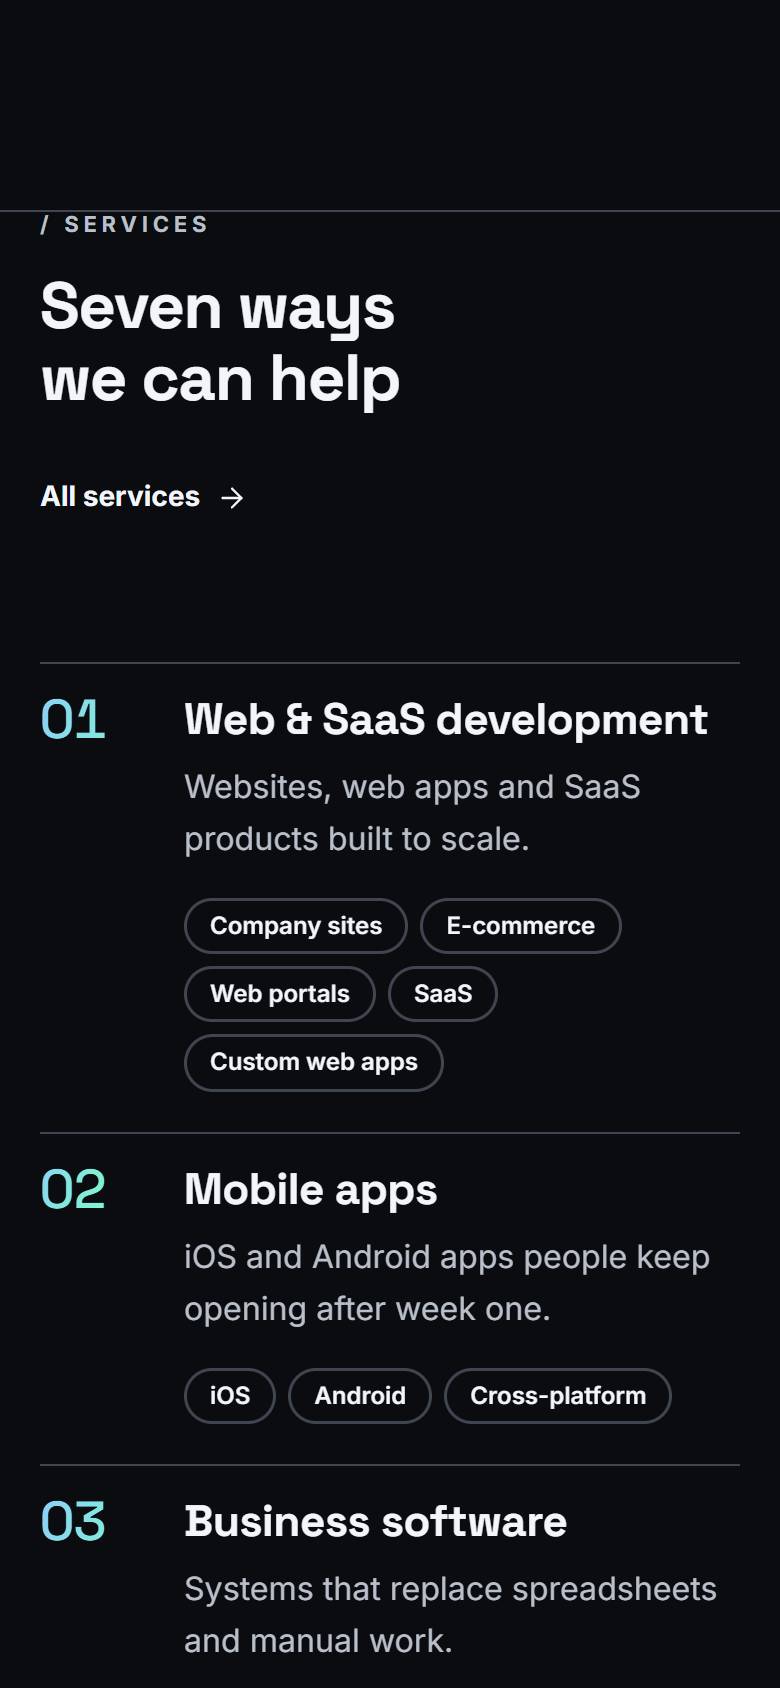 / SERVICES
Seven ways
we can help
All services →
01 Web & SaaS development
Websites, web apps and SaaS
products built to scale.
Company sites E-commerce
Web portals SaaS
Custom web apps
02 Mobile apps
iOS and Android apps people keep
opening after week one.
iOS Android Cross-platform
03 Business software
Systems that replace spreadsheets
and manual work.